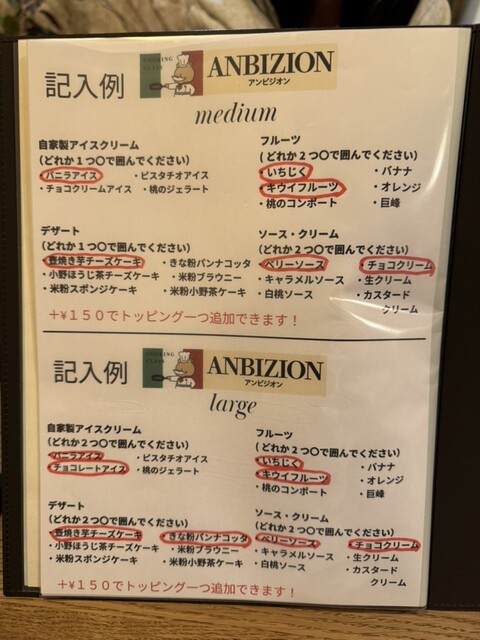 記入例
COOKING CLASS
ANBIZION
アンビジオン
medium
自家製アイスクリーム
(どれか1つ〇で囲んでください)
・バニラアイス ・ピスタチオアイス
・チョコクリームアイス ・桃のジェラート
フルーツ
(どれか2つ〇で囲んでください)
・いちじく ・バナナ
・キウイフルーツ ・オレンジ
・桃のコンポート ・巨峰
デザート
(どれか1つ〇で囲んでください)
・壺焼き芋チーズケーキ ・きな粉パンナコッタ
・小野ほうじ茶チーズケーキ ・米粉ブラウニー
・米粉スポンジケーキ ・米粉小野茶ケーキ
ソース・クリーム
(どれか2つ〇で囲んでください)
・ベリーソース ・チョコクリーム
・キャラメルソース ・生クリーム
・白桃ソース ・カスタード
クリーム
+¥150でトッピング一つ追加できます!
記入例
COOKING CLASS
ANBIZION
アンビジオン
large
自家製アイスクリーム
(どれか2つ〇で囲んでください)
・バニラアイス ・ピスタチオアイス
・チョコレートアイス ・桃のジェラート
フルーツ
(どれか2つ〇で囲んでください)
・いちじく ・バナナ
・キウイフルーツ ・オレンジ
・桃のコンポート ・巨峰
デザート
(どれか2つ〇で囲んでください)
・壺焼き芋チーズケーキ ・きな粉パンナコッタ
・小野ほうじ茶チーズケーキ ・米粉ブラウニー
・米粉スポンジケーキ ・米粉小野茶ケーキ
ソース・クリーム
(どれか2つ〇で囲んでください)
・ベリーソース ・チョコクリーム
・キャラメルソース ・生クリーム
・白桃ソース ・カスタード
クリーム
+¥150でトッピング一つ追加できます!